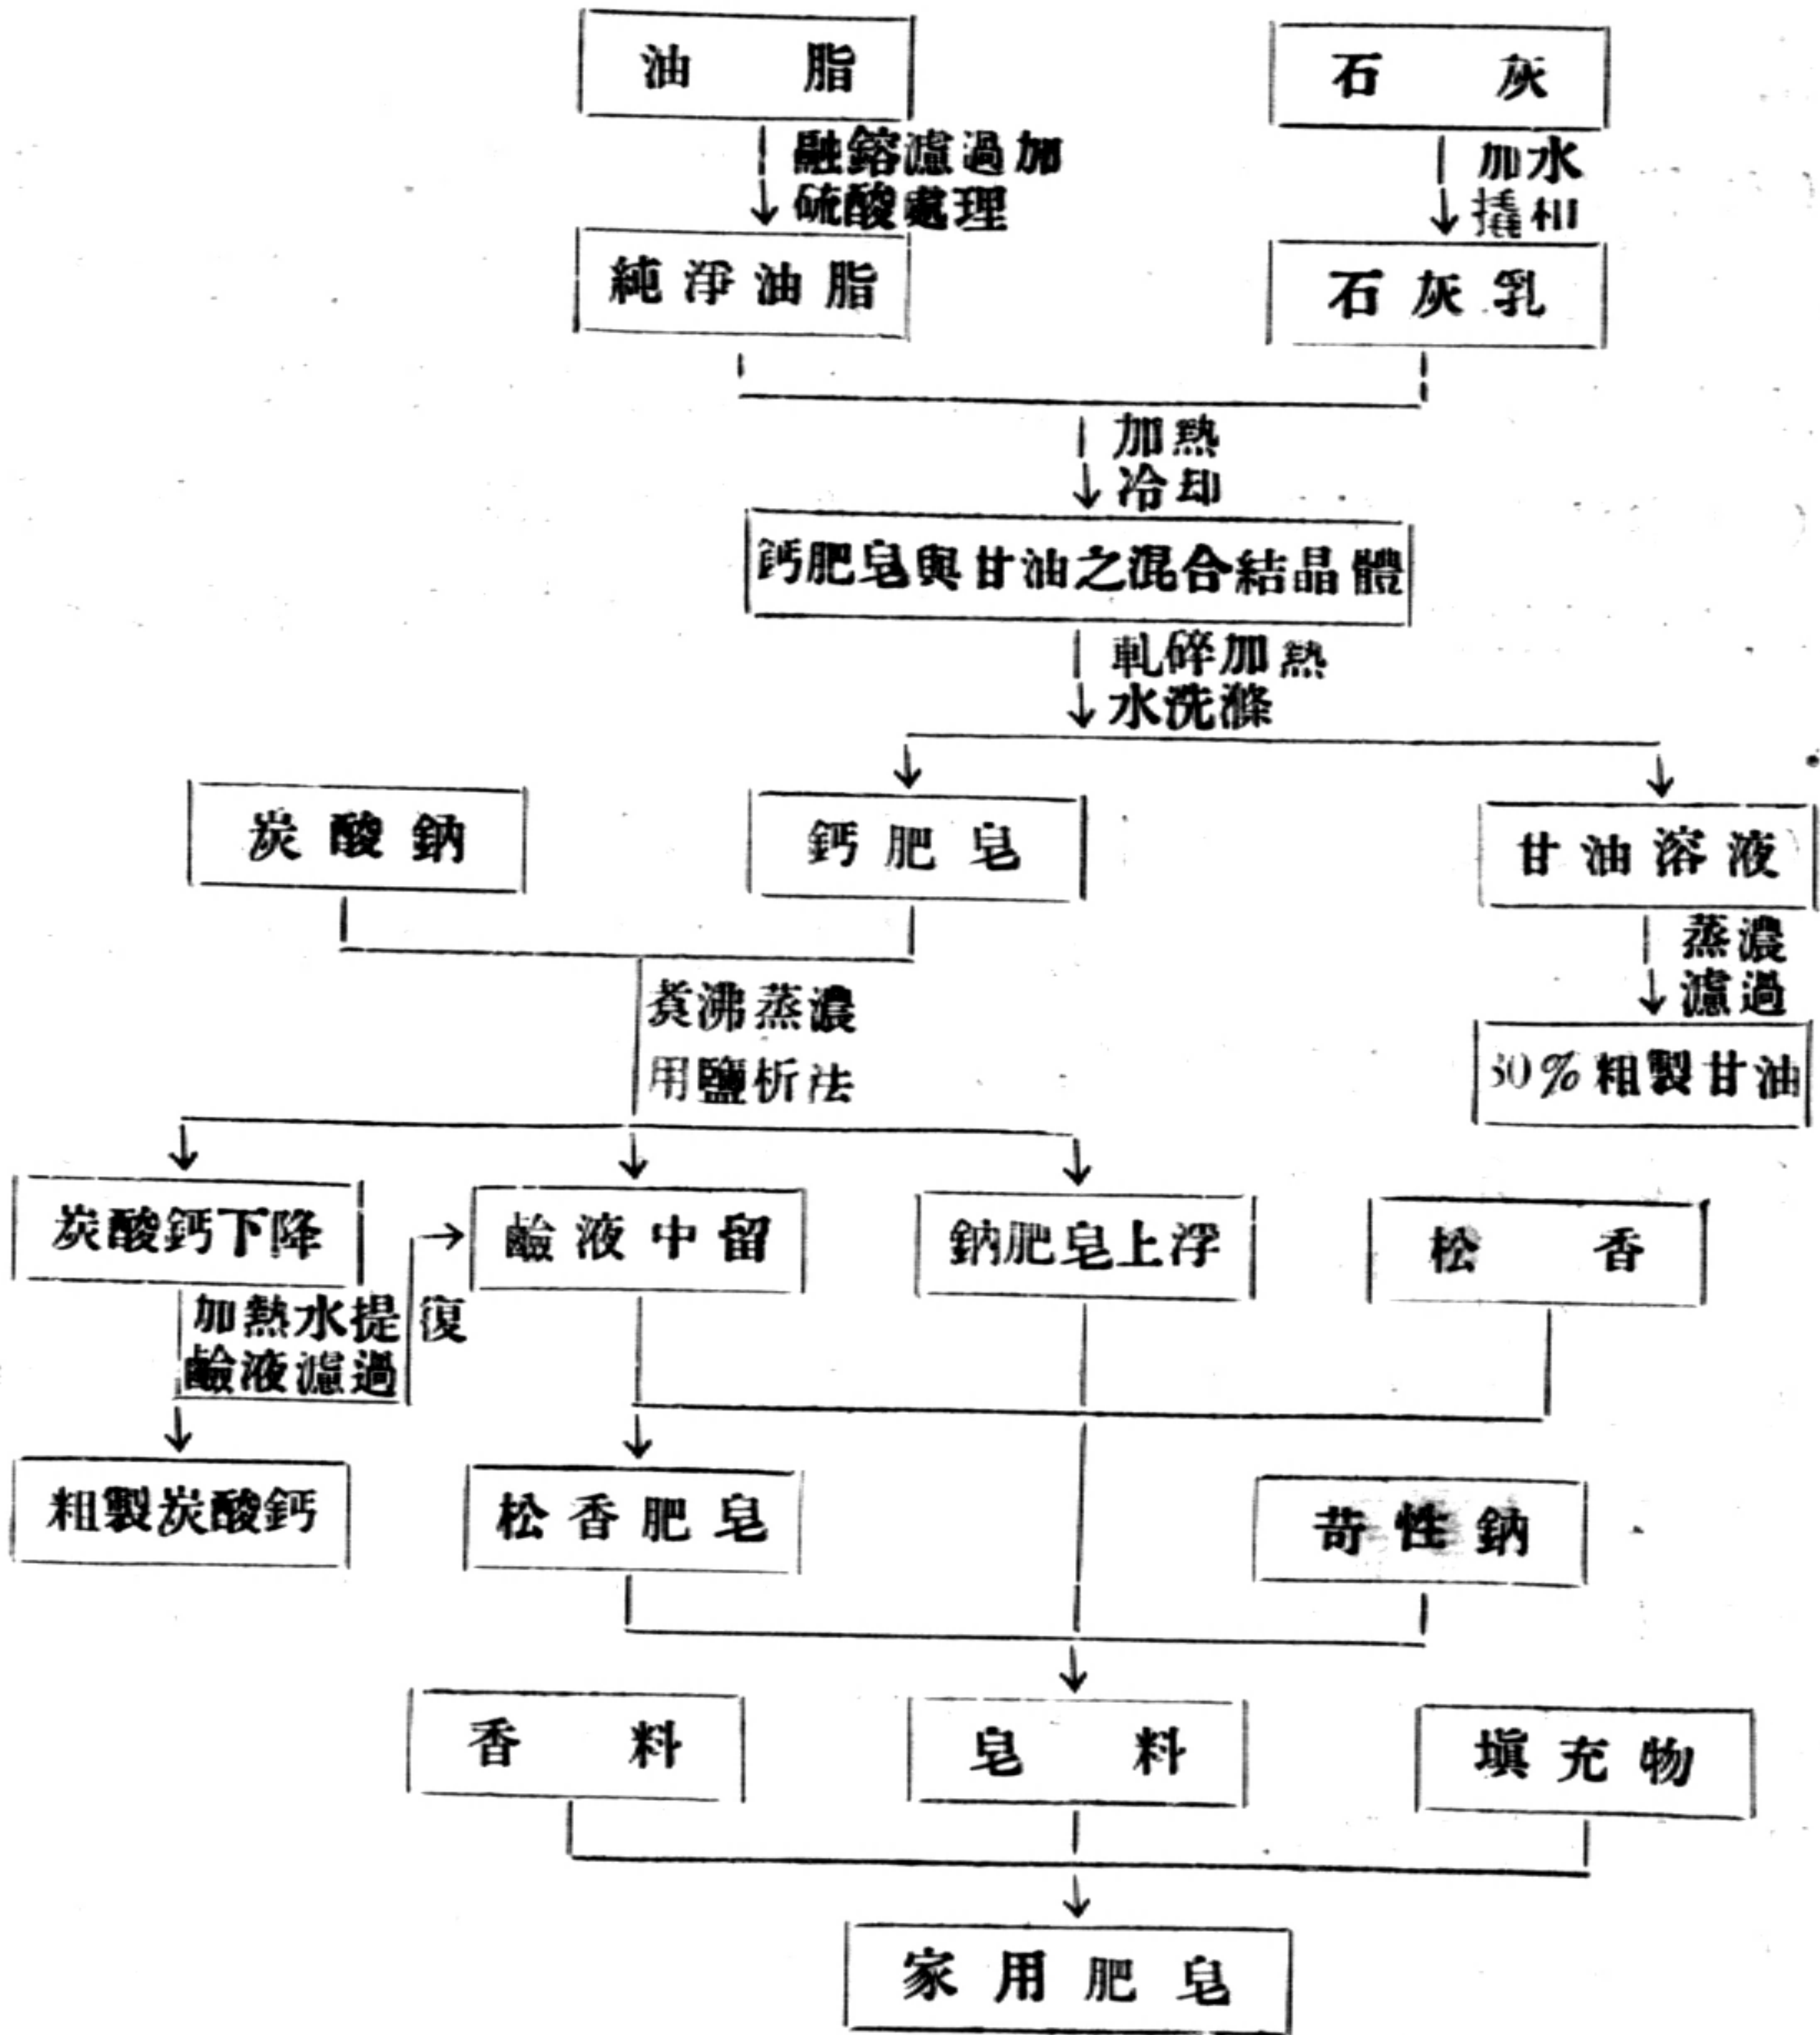 油脂
石灰
融鎔濾過加
硫酸處理
加水
攪和
純淨油脂
石灰乳
加熱
冷却
鈣肥皂與甘油之混合結晶體
軋碎加熱
水洗滌
炭酸鈉
鈣肥皂
甘油溶液
蒸濃
濾過
煑沸蒸濃
用鹽析法
0%粗製甘油
炭酸鈣下降
鹼液中留
鈉肥皂上浮
松香
加熱水提復
鹼液濾過
粗製炭酸鈣
松香肥皂
苛性鈉
香料
皂料
塡充物
家用肥皂